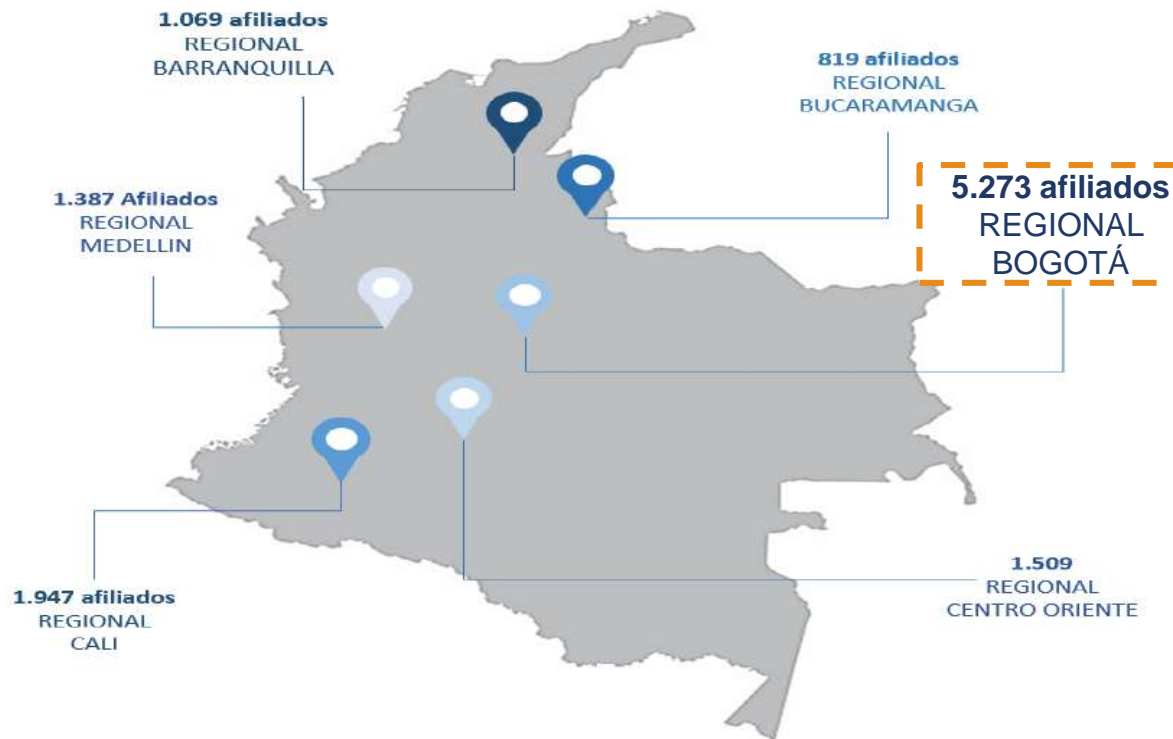 1.069 afiliados
REGIONAL
BARRANQUILLA
819 afiliados
REGIONAL
BUCARAMANGA
1.387 Afiliados
REGIONAL
MEDELLIN
5.273 afiliados
REGIONAL
BOGOTÁ
1.947 afiliados
REGIONAL
CALI
1.509
REGIONAL
CENTRO ORIENTE